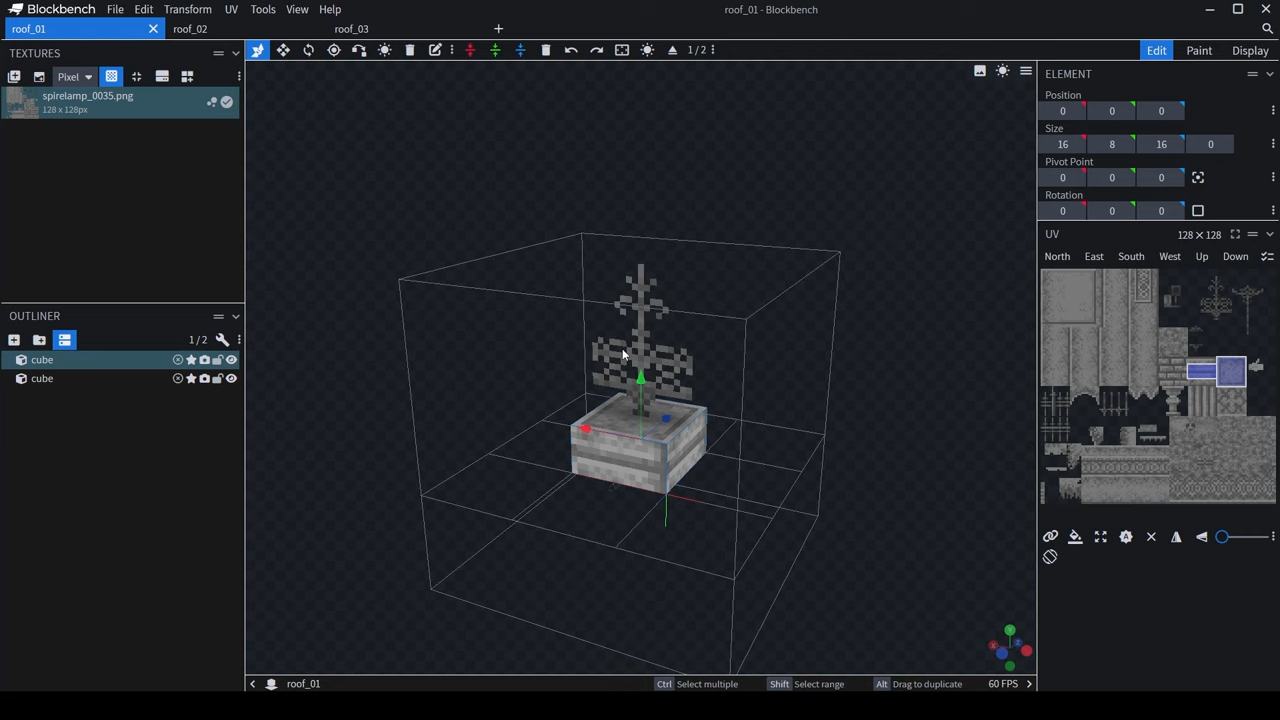 Blockbench File Edit Transform UV Tools View Help roof_01 - Blockbench
roof_01 roof_02 roof_03
TEXTURES
Pixel
spirelamp_0035.png
128 x 128px
1 / 2
Edit Paint Display
ELEMENT
Position
0 0 0
Size
16 8 16 0
Pivot Point
0 0 0
Rotation
0 0 0
UV 128 × 128
North East South West Up Down
OUTLINER
1 / 2
cube
cube
roof_01
Ctrl Select multiple Shift Select range Alt Drag to duplicate 60 FPS